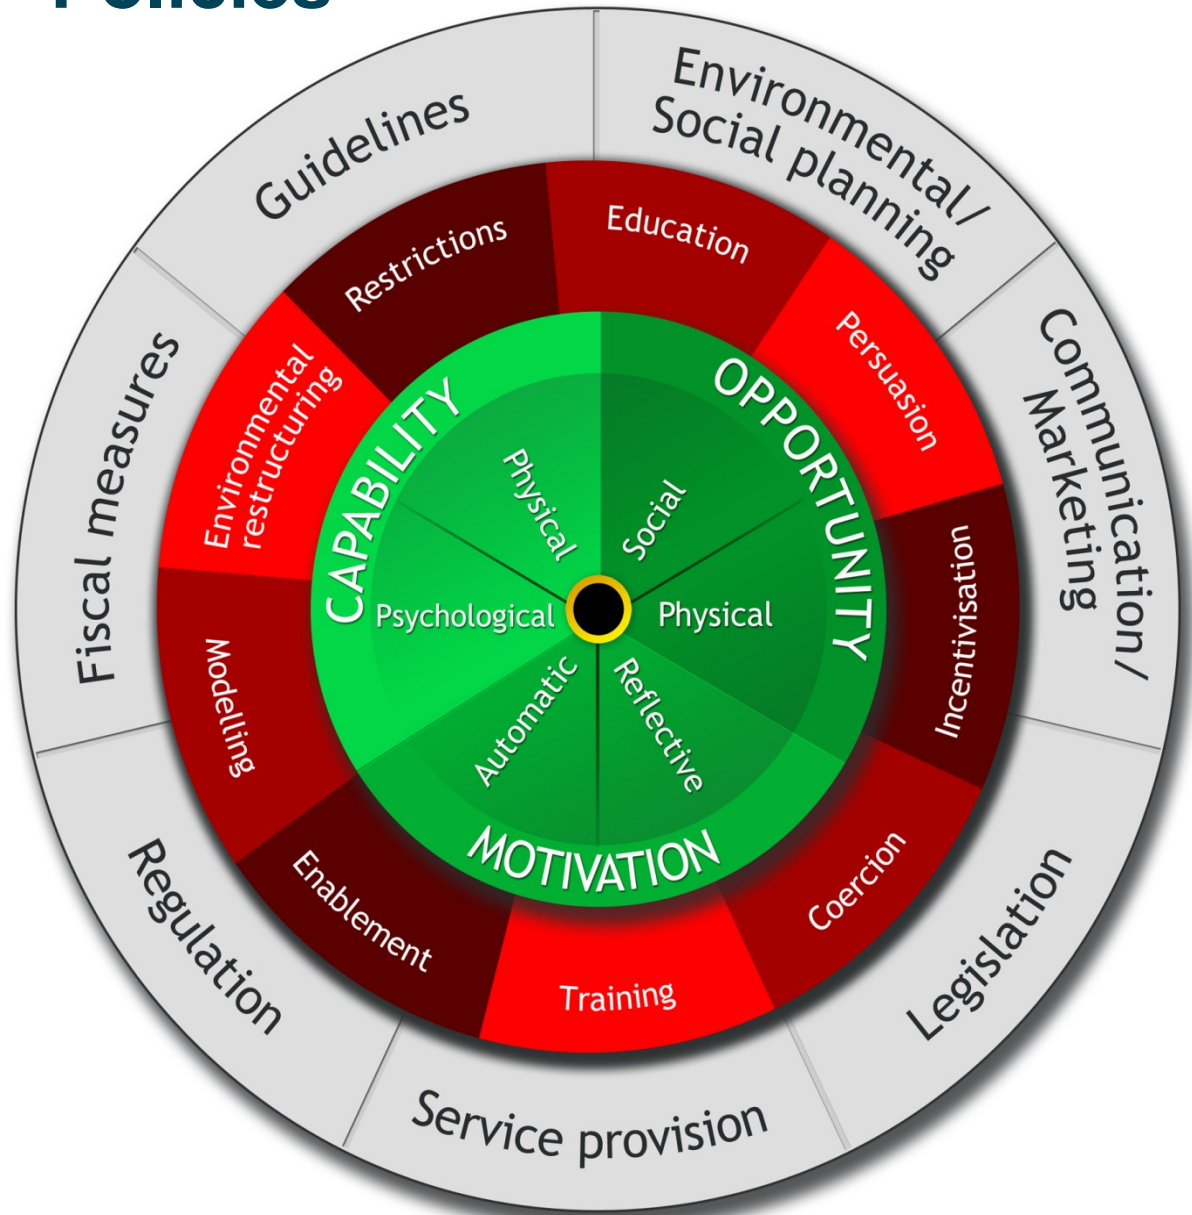 Policies
Guidelines
Environmental/
Social planning
Communication/
Marketing
Legislation
Service provision
Regulation
Fiscal measures
Restrictions
Education
Persuasion
Incentivisation
Coercion
Training
Enablement
Modelling
Environmental
restructuring
CAPABILITY
OPPORTUNITY
MOTIVATION
Physical
Social
Physical
Reflective
Automatic
Psychological